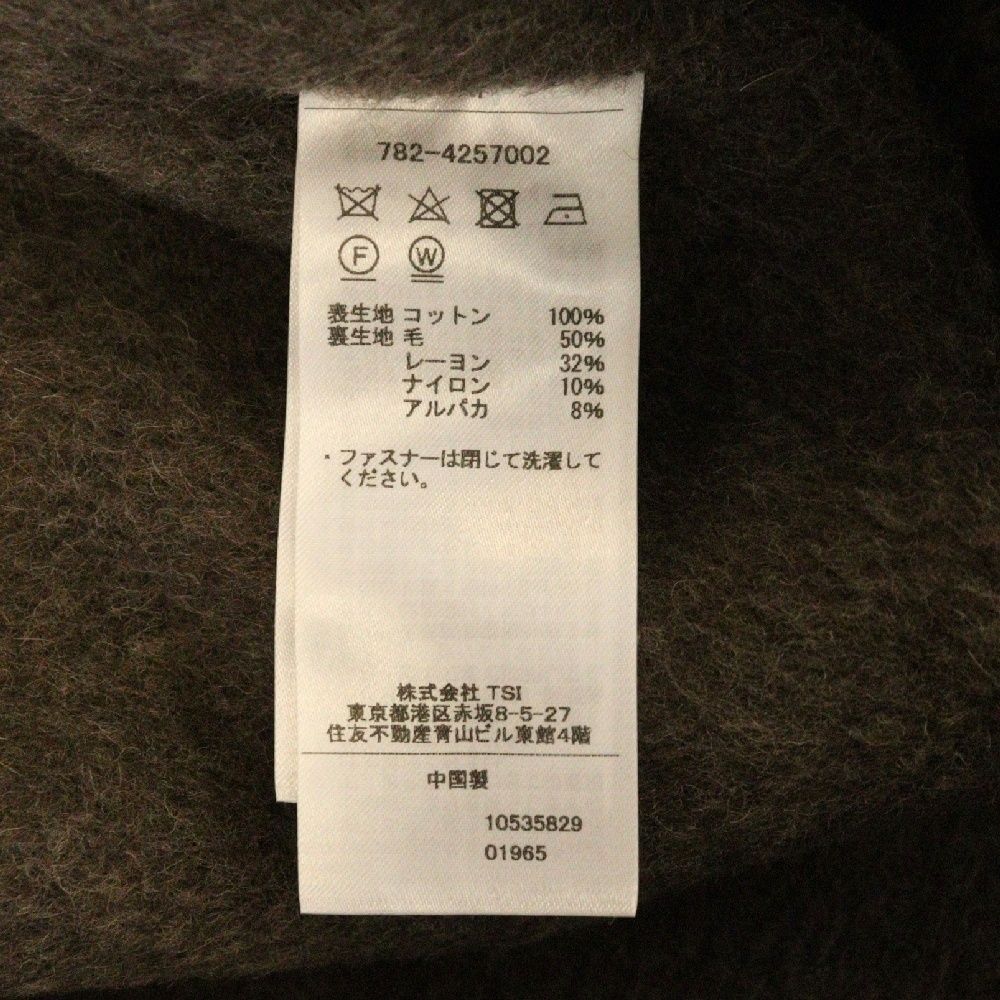 782-4257002
F W
表生地 コットン 100%
裏生地 毛 50%
レーヨン 32%
ナイロン 10%
アルパカ 8%
・ファスナーは閉じて洗濯して
ください。
株式会社 TSI
東京都港区赤坂8-5-27
住友不動産青山ビル東館4階
中国製
10535829
01965